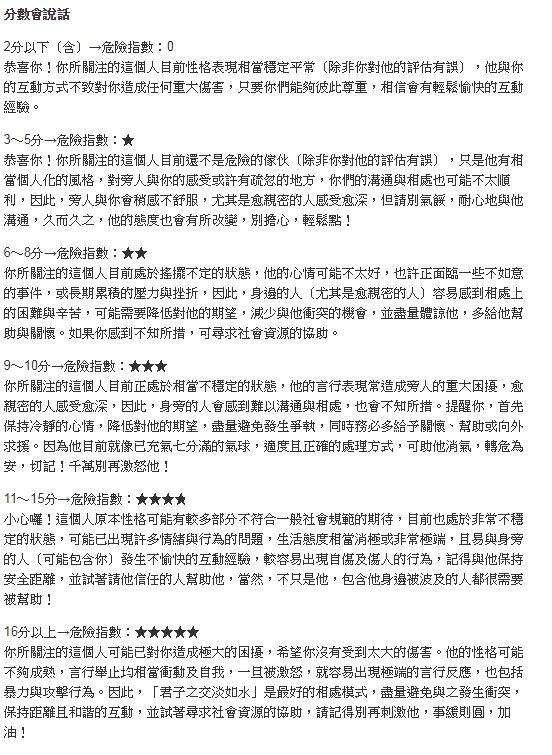 分數會說話
2分以下〔含〕→危險指數：0
恭喜你！你所關注的這個人目前性格表現相當穩定平常〔除非你對他的評估有誤〕，他與你
的互動方式不致對你造成任何重大傷害，只要你們能夠彼此尊重，相信會有輕鬆愉快的互動
經驗。
3～5分→危險指數：★
恭喜你！你所關注的這個人目前還不是危險的傢伙〔除非你對他的評估有誤〕，只是他有相
當個人化的風格，對旁人與你的感受或許有疏忽的地方，你們的溝通與相處也可能不太順
利，因此，旁人與你會稍感不舒服，尤其是愈親密的人感受愈深，但請別氣餒，耐心地與他
溝通，久而久之，他的態度也會有所改變，別擔心，輕鬆點！
6～8分→危險指數：★★
你所關注的這個人目前處於搖擺不定的狀態，他的心情可能不太好，也許正面臨一些不如意
的事件，或長期累積的壓力與挫折，因此，身邊的人〔尤其是愈親密的人〕容易感到相處上
的困難與辛苦，可能需要降低對他的期望，減少與他衝突的機會，並盡量體諒他，多給他幫
助與關懷。如果你感到不知所措，可尋求社會資源的協助。
9～10分→危險指數：★★★
你所關注的這個人目前正處於相當不穩定的狀態，他的言行表現常造成旁人的重大困擾，愈
親密的人感受愈深，因此，身旁的人會感到難以溝通與相處，也會不知所措。提醒你，首先
保持冷靜的心情，降低對他的期望，盡量避免發生爭執，同時務必多給予關懷、幫助或向外
求援。因為他目前就像已充氣七分滿的氣球，適度且正確的處理方式，可助他消氣，轉危為
安，切記！千萬別再激怒他！
11～15分→危險指數：★★★★
小心囉！這個人原本性格可能有較多部分不符合一般社會規範的期待，目前也處於非常不穩
定的狀態，可能已出現許多情緒與行為的問題，生活態度相當消極或非常極端，且易與身旁
的人〔可能包含你〕發生不愉快的互動經驗，較容易出現自傷及傷人的行為，記得與他保持
安全距離，並試著請他信任的人幫助他，當然，不只是他，包含他身邊被波及的人都很需要
被幫助！
16分以上→危險指數：★★★★★
你所關注的這個人可能已對你造成極大的困擾，希望你沒有受到太大的傷害。他的性格可能
不夠成熟，言行舉止均相當衝動及自我，一旦被激怒，就容易出現極端的言行反應，也包括
暴力與攻擊行為。因此，「君子之交淡如水」是最好的相處模式，盡量避免與之發生衝突，
保持距離且和諧的互動，並試著尋求社會資源的協助，請記得別再刺激他，事緩則圓，加
油！